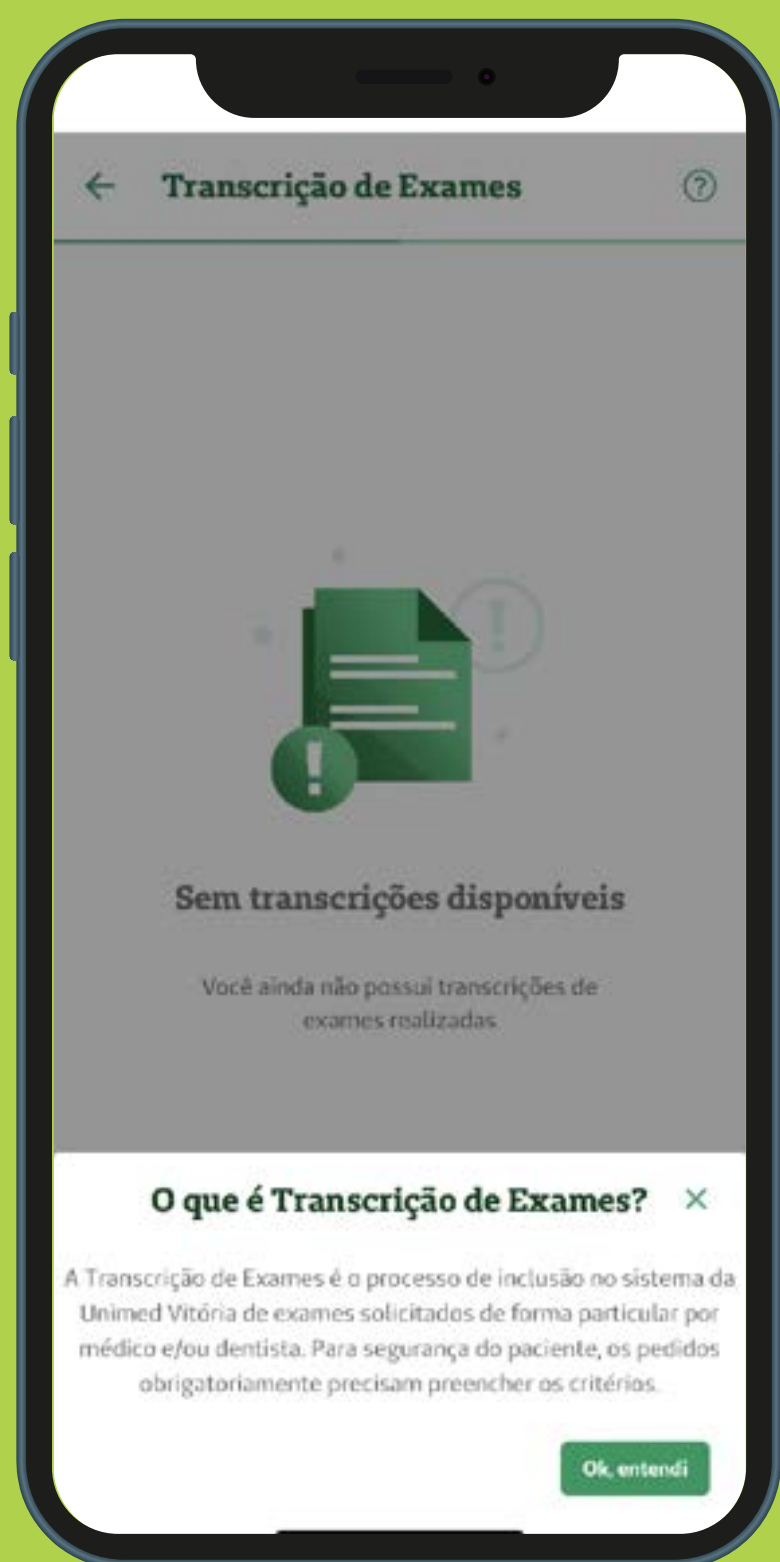 Transcrição de Exames
Sem transcrições disponíveis
Você ainda não possui transcrições de
exames realizadas
O que é Transcrição de Exames?
A Transcrição de Exames é o processo de inclusão no sistema da
Unimed Vitória de exames solicitados de forma particular por
médico e/ou dentista. Para segurança do paciente, os pedidos
obrigatoriamente precisam preencher os critérios.
Ok, entendi